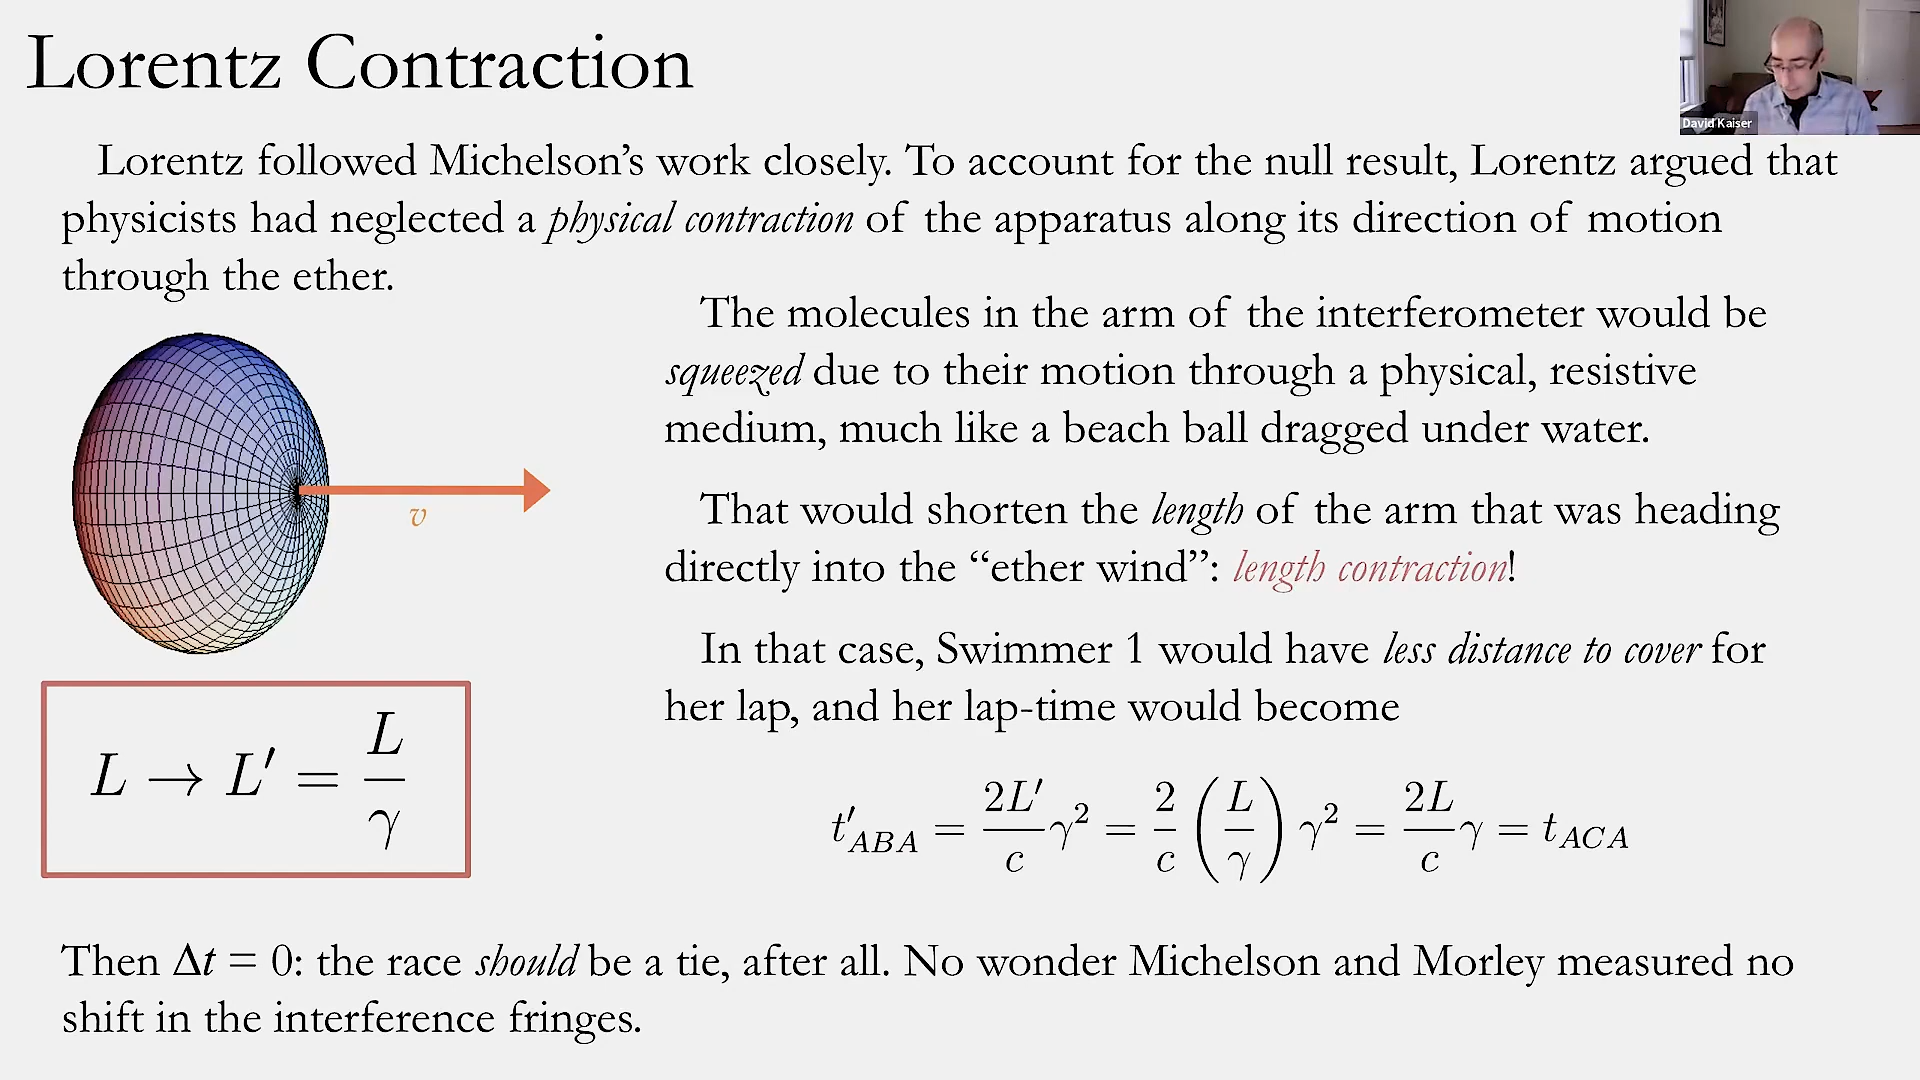 Lorentz Contraction
David Kaiser
Lorentz followed Michelson’s work closely. To account for the null result, Lorentz argued that
physicists had neglected a physical contraction of the apparatus along its direction of motion
through the ether.
The molecules in the arm of the interferometer would be
squeezed due to their motion through a physical, resistive
medium, much like a beach ball dragged under water.
v
That would shorten the length of the arm that was heading
directly into the “ether wind”: length contraction!
In that case, Swimmer 1 would have less distance to cover for
her lap, and her lap-time would become
L → L′ = L/γ
t′_{ABA} = 2L′/c γ² = 2/c (L/γ) γ² = 2L/c γ = t_{ACA}
Then Δt = 0: the race should be a tie, after all. No wonder Michelson and Morley measured no
shift in the interference fringes.